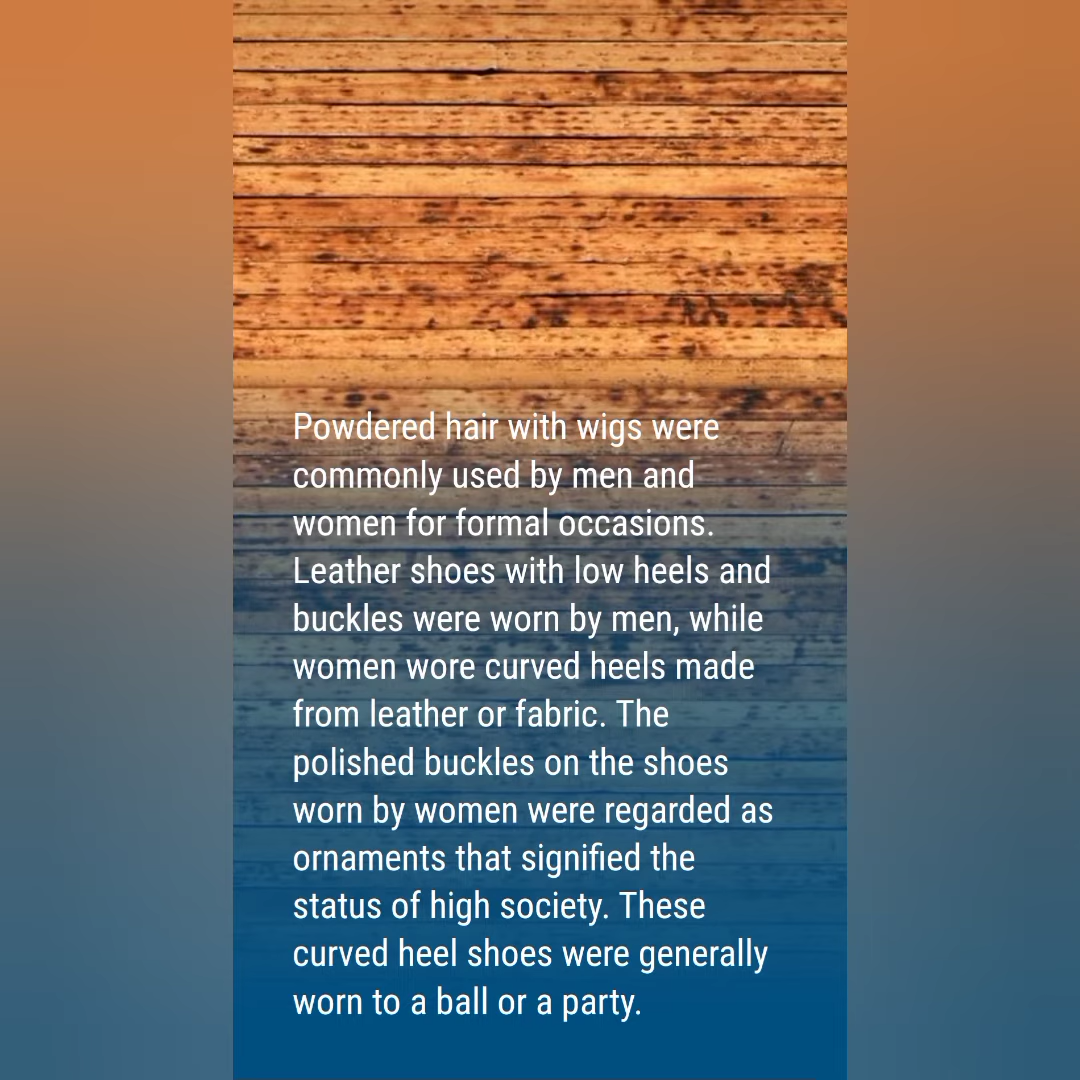 Powdered hair with wigs were
commonly used by men and
women for formal occasions.
Leather shoes with low heels and
buckles were worn by men, while
women wore curved heels made
from leather or fabric. The
polished buckles on the shoes
worn by women were regarded as
ornaments that signified the
status of high society. These
curved heel shoes were generally
worn to a ball or a party.